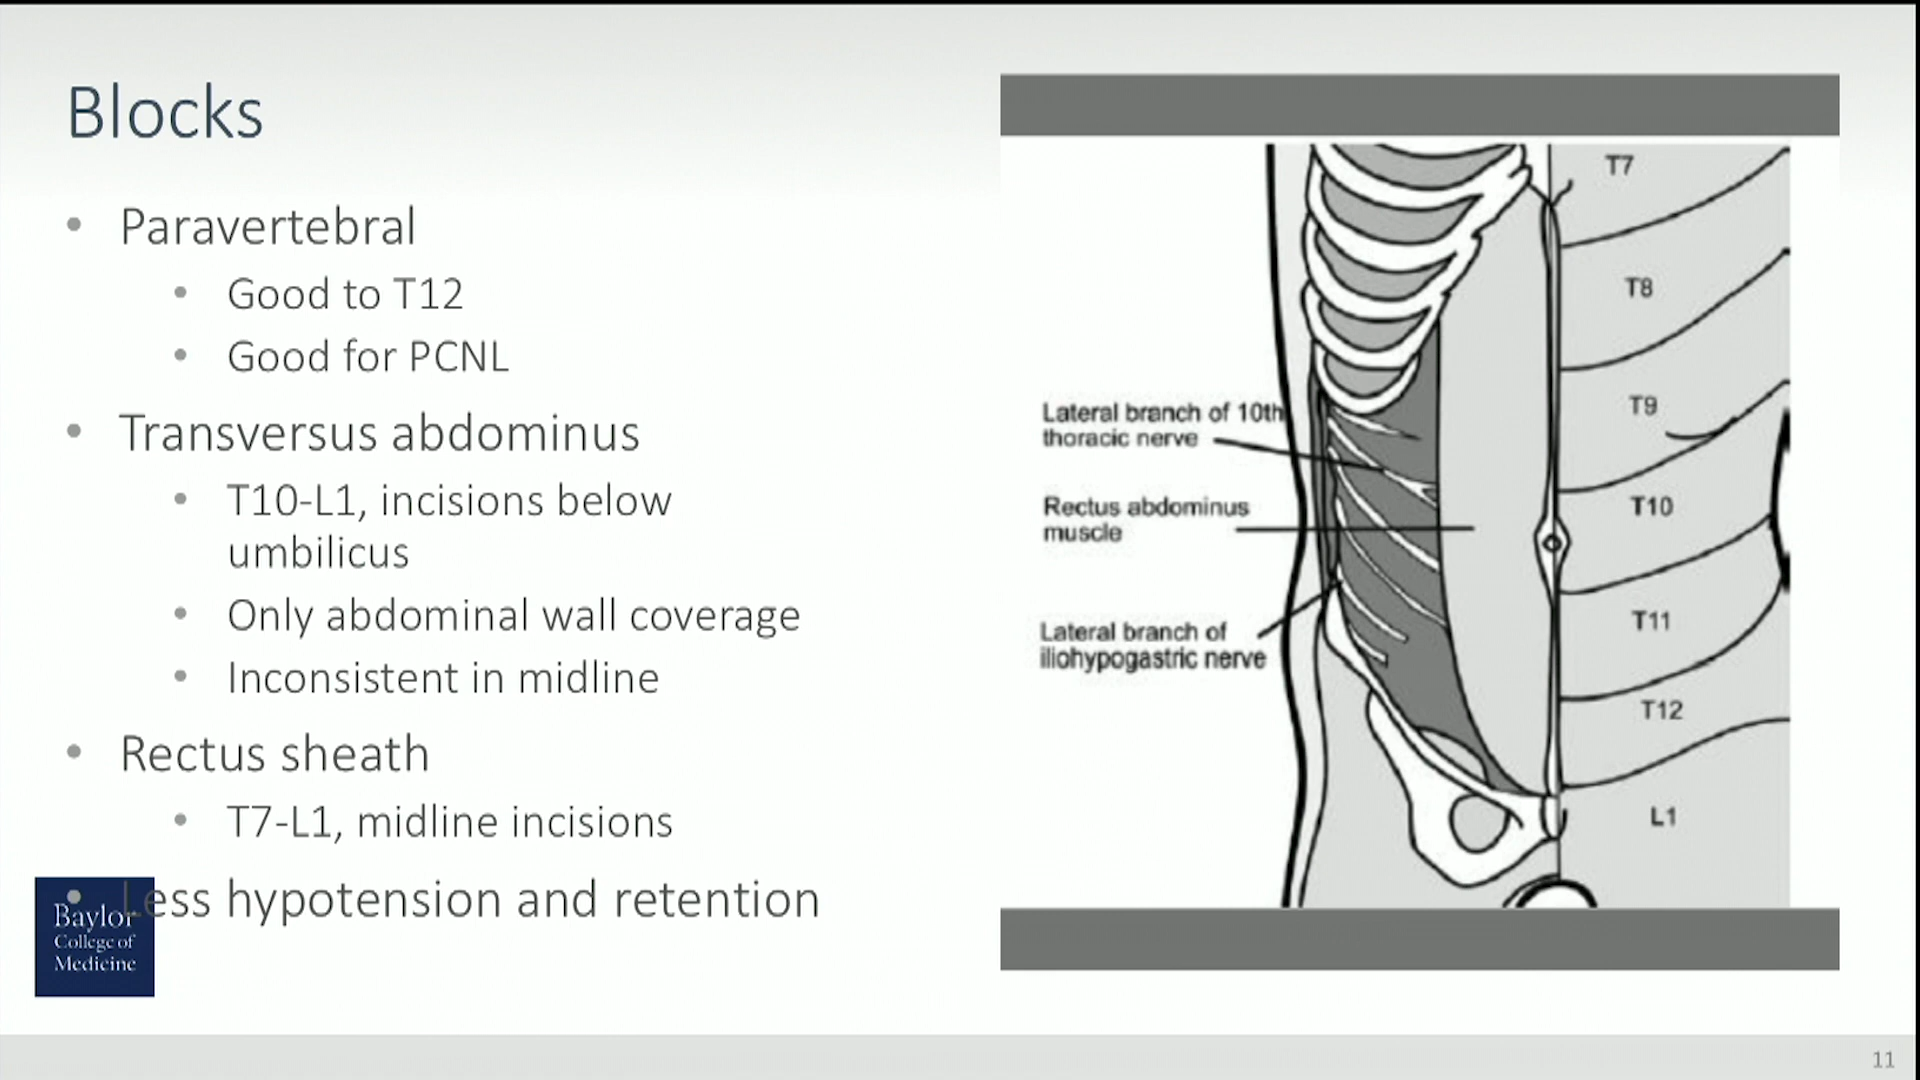 Blocks
Paravertebral
Good to T12
Good for PCNL
Transversus abdominus
T10-L1, incisions below
umbilicus
Only abdominal wall coverage
Inconsistent in midline
Rectus sheath
T7-L1, midline incisions
Less hypotension and retention
Baylor
College of
Medicine
Lateral branch of 10th
thoracic nerve
Rectus abdominus
muscle
Lateral branch of
iliohypogastric nerve
T7
T8
T9
T10
T11
T12
L1
11